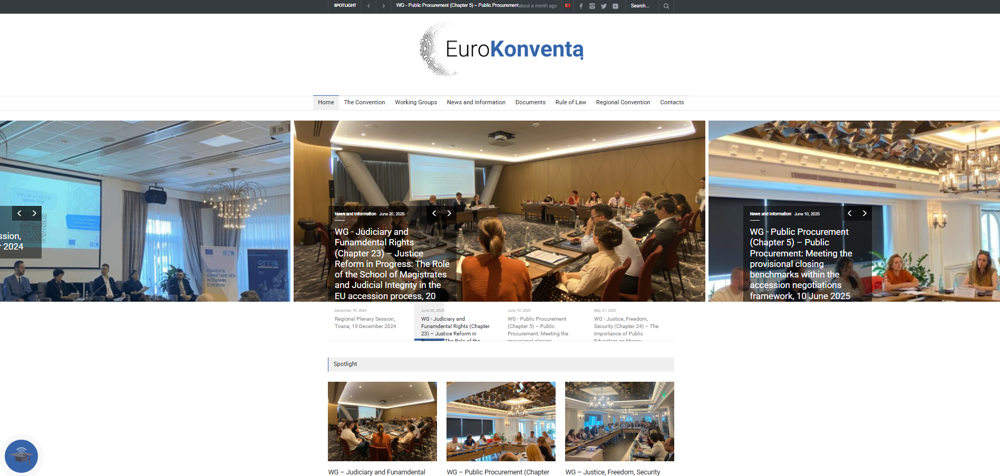 SPOTLIGHT
WG - Public Procurement (Chapter 5) – Public Procurement
about a month ago
Search...
EuroKonventa
Home
The Convention
Working Groups
News and Information
Documents
Rule of Law
Regional Convention
Contacts
ssion,
r 2024
KONVENTA
KOMBËTARE PËR
INTEGRIMIN
EUROPIAN
News and Information June 20, 2025
WG - Judiciary and
Funamdental Rights
(Chapter 23) – Justice
Reform in Progress: The Role
of the School of Magistrates
and Judicial Integrity in the
EU accession process, 20
News and Information June 10, 2025
WG - Public Procurement
(Chapter 5) – Public
Procurement: Meeting the
provisional closing
benchmarks within the
accession negotiations
framework, 10 June 2025
December 19, 2024
Regional Plenary Session,
Tirana, 19 December 2024
June 20, 2025
WG - Judiciary and
Funamdental Rights (Chapter
23) – Justice Reform in
Progress: The Role of the
June 10, 2025
WG - Public Procurement
(Chapter 5) – Public
Procurement: Meeting the
provisional closing
May 21, 2025
WG - Justice, Freedom,
Security (Chapter 24) – The
Importance of Public
Education on Money
Spotlight
WG – Judiciary and Funamdental
WG – Public Procurement (Chapter
WG – Justice, Freedom, Security